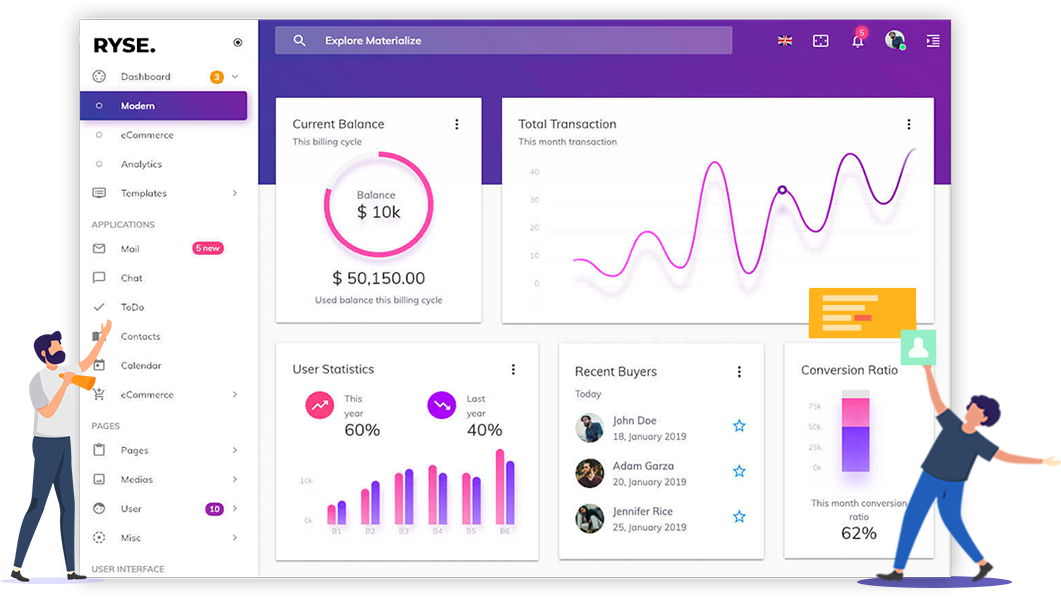 RYSE.
Dashboard 3
Modern
eCommerce
Analytics
Templates
APPLICATIONS
Mail 5 new
Chat
ToDo
Contacts
Calendar
eCommerce
PAGES
Pages
Medias
User 10
Misc
USER INTERFACE
Explore Materialize
5
Current Balance
This billing cycle
Balance
$ 10k
$ 50,150.00
Used balance this billing cycle
Total Transaction
This month transaction
40
30
20
10
0
User Statistics
This
year
60%
Last
year
40%
10k
0k
B1 B2 B3 B4 B5 B6
Recent Buyers
Today
John Doe
18, January 2019
Adam Garza
20, January 2019
Jennifer Rice
25, January 2019
Conversion Ratio
75k
50k
25k
0k
This month conversion
ratio
62%